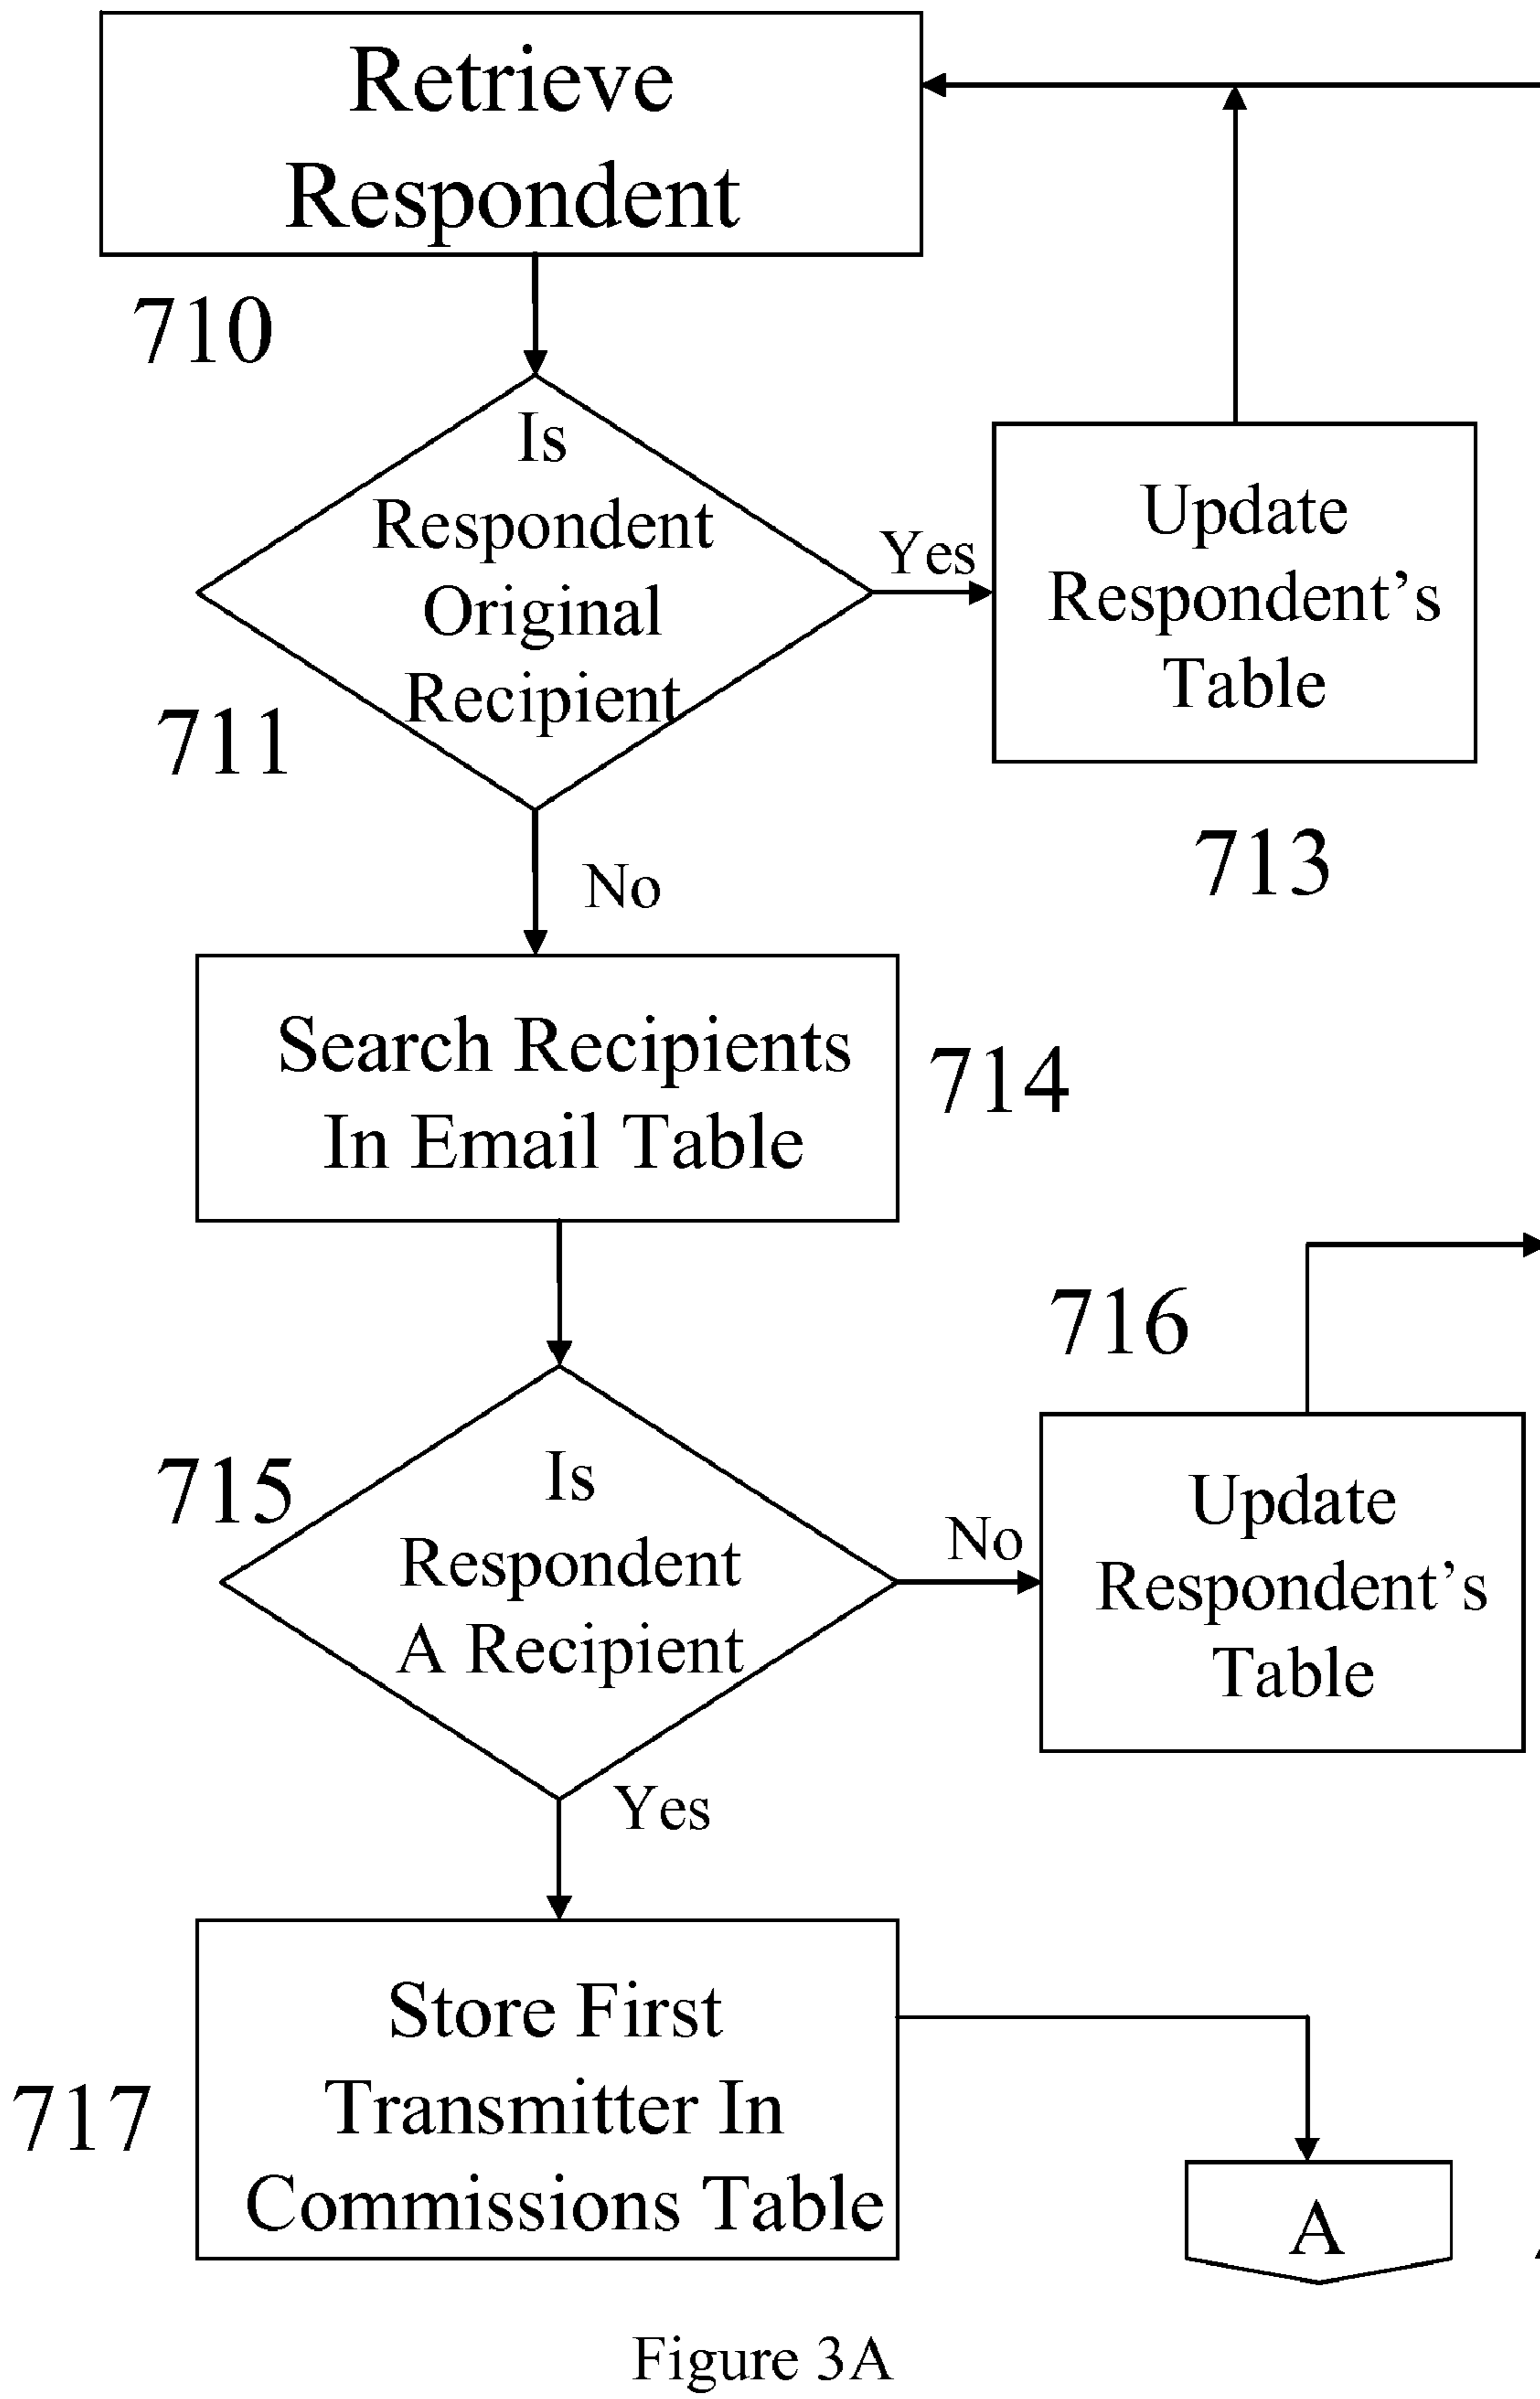 Retrieve
Respondent
710
Is
Respondent
Original
Recipient
711
Yes
Update
Respondent’s
Table
713
No
Search Recipients
In Email Table
714
716
715
Is
Respondent
A Recipient
No
Update
Respondent’s
Table
Yes
Store First
Transmitter In
Commissions Table
717
A
Figure 3A